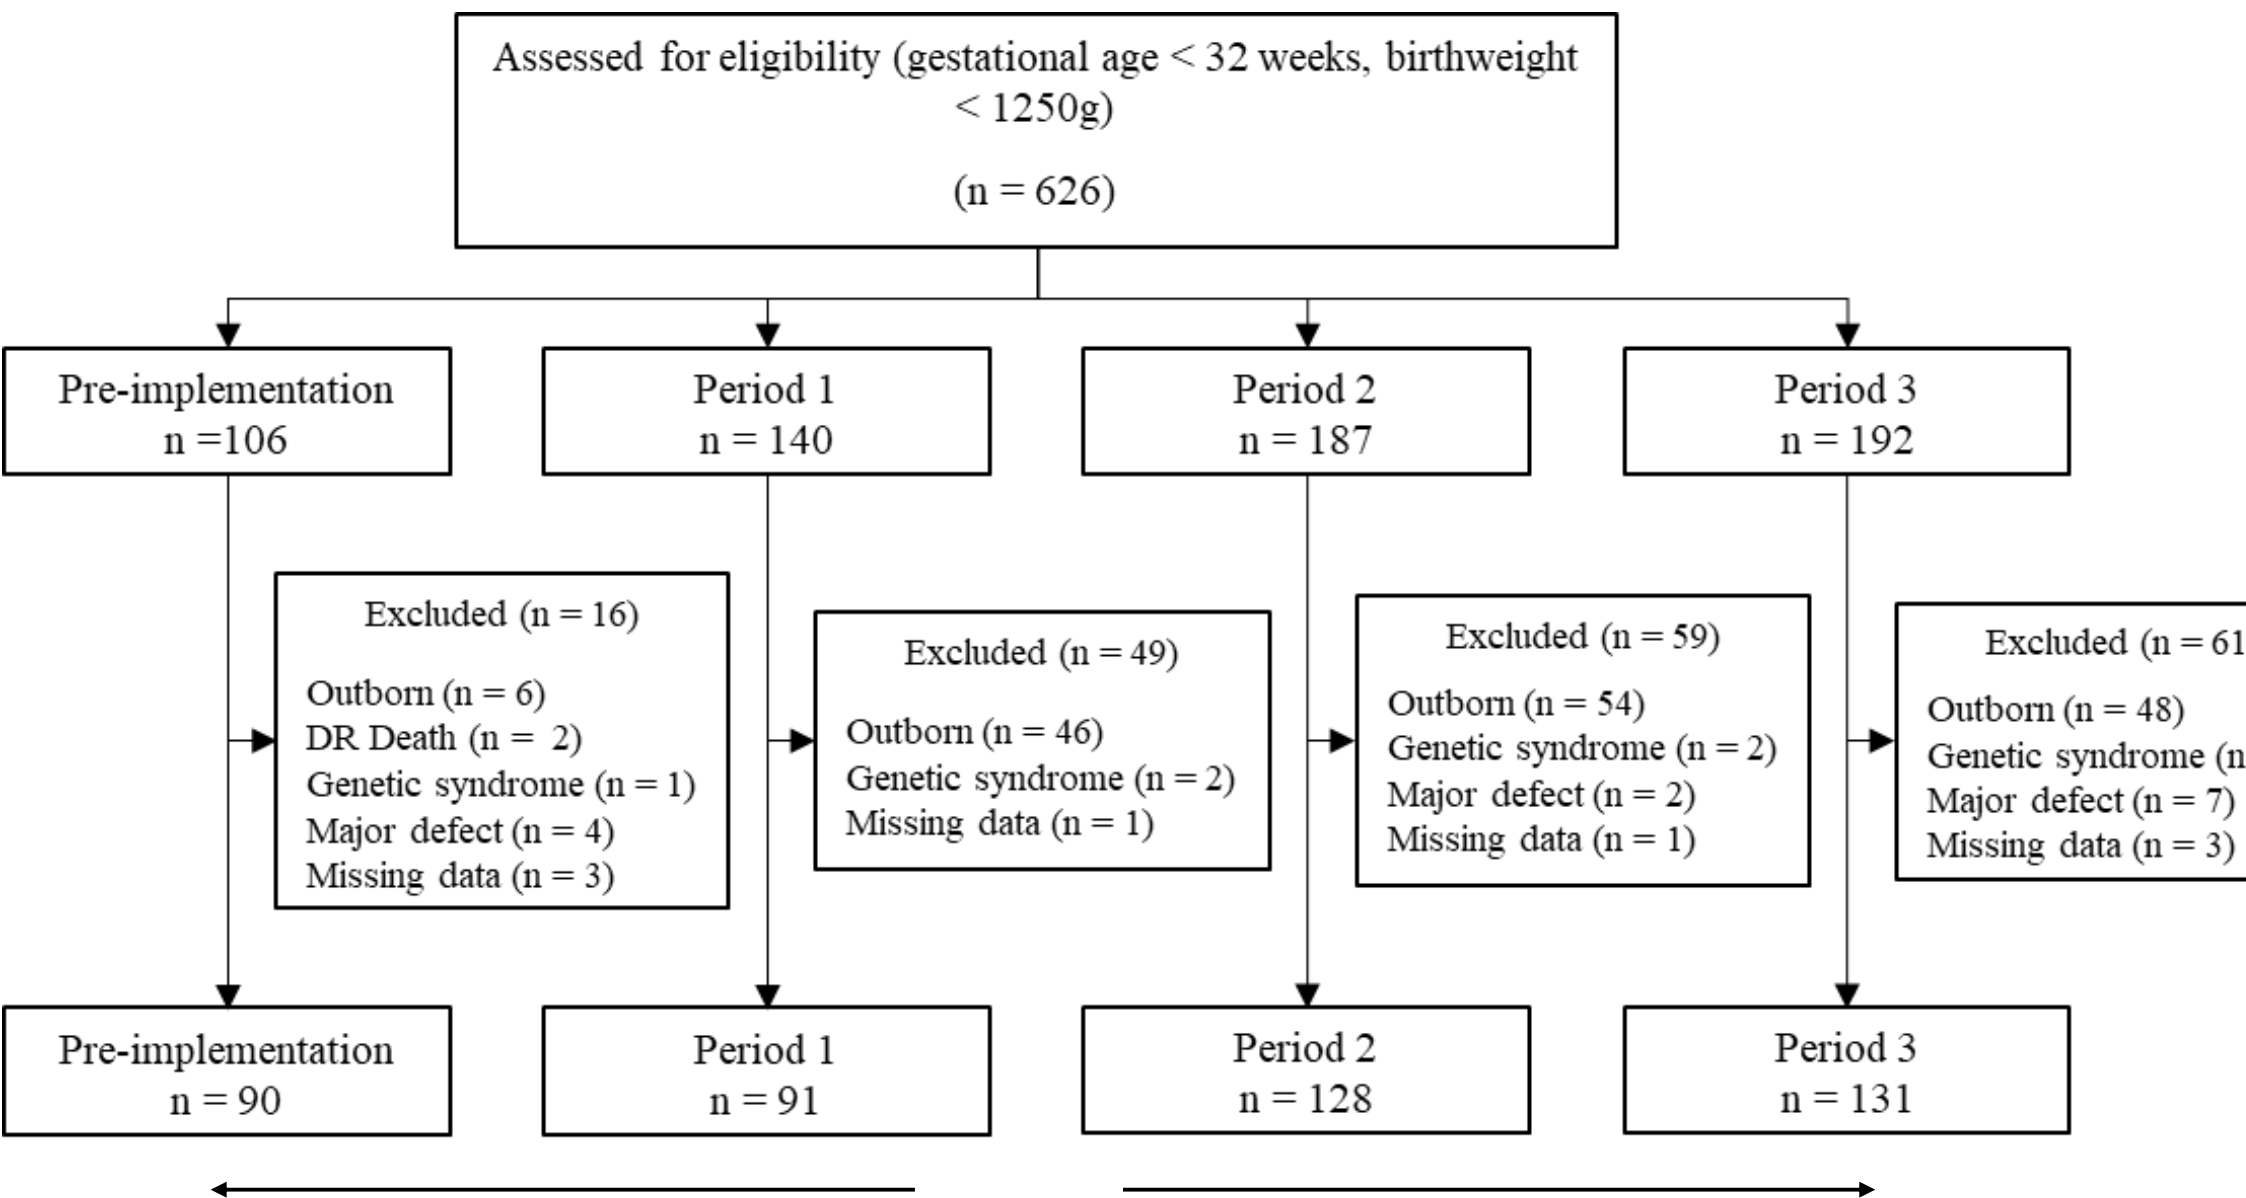 Assessed for eligibility (gestational age < 32 weeks, birthweight
< 1250g)
(n = 626)
Pre-implementation
n =106
Period 1
n = 140
Period 2
n = 187
Period 3
n = 192
Excluded (n = 16)
Outborn (n = 6)
DR Death (n = 2)
Genetic syndrome (n = 1)
Major defect (n = 4)
Missing data (n = 3)
Excluded (n = 49)
Outborn (n = 46)
Genetic syndrome (n = 2)
Missing data (n = 1)
Excluded (n = 59)
Outborn (n = 54)
Genetic syndrome (n = 2)
Major defect (n = 2)
Missing data (n = 1)
Excluded (n = 61
Outborn (n = 48)
Genetic syndrome (n
Major defect (n = 7)
Missing data (n = 3)
Pre-implementation
n = 90
Period 1
n = 91
Period 2
n = 128
Period 3
n = 131